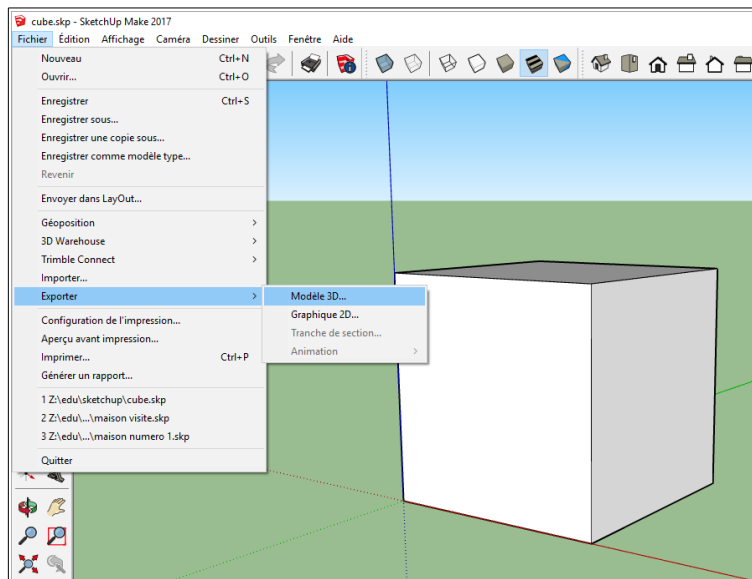 cube.skp - SketchUp Make 2017
Fichier Édition Affichage Caméra Dessiner Outils Fenêtre Aide
Nouveau Ctrl+N
Ouvrir... Ctrl+O
Enregistrer Ctrl+S
Enregistrer sous...
Enregistrer une copie sous...
Enregistrer comme modèle type...
Revenir
Envoyer dans LayOut...
Géoposition
3D Warehouse
Trimble Connect
Importer...
Exporter
Modèle 3D...
Graphique 2D...
Tranche de section...
Animation
Configuration de l'impression...
Aperçu avant impression...
Imprimer... Ctrl+P
Générer un rapport...
1 Z:\edu\sketchup\cube.skp
2 Z:\edu\...\maison visite.skp
3 Z:\edu\...\maison numero 1.skp
Quitter